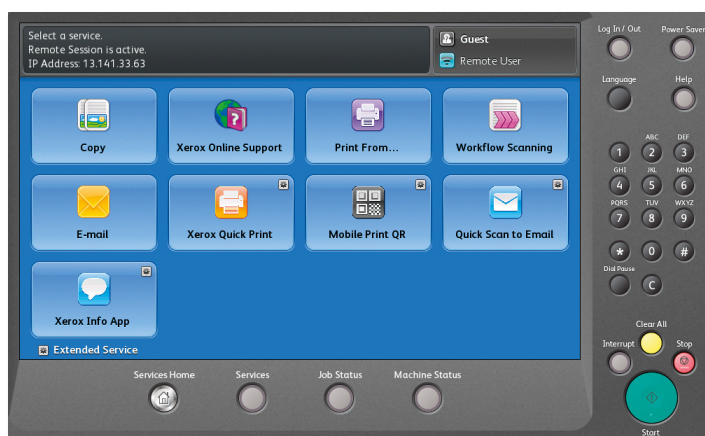 Select a service.
Remote Session is active.
IP Address: 13.141.33.63
Guest
Remote User
Copy
Xerox Online Support
Print From...
Workflow Scanning
E-mail
Xerox Quick Print
Mobile Print QR
Quick Scan to Email
Xerox Info App
Extended Service
Services Home
Services
Job Status
Machine Status
Log In / Out
Power Saver
Language
Help
ABC
DEF
1
2
3
GHI
JKL
MNO
4
5
6
PQRS
TUV
WXYZ
7
8
9
*
0
#
Dial Pause
C
Clear All
Interrupt
Stop
Start